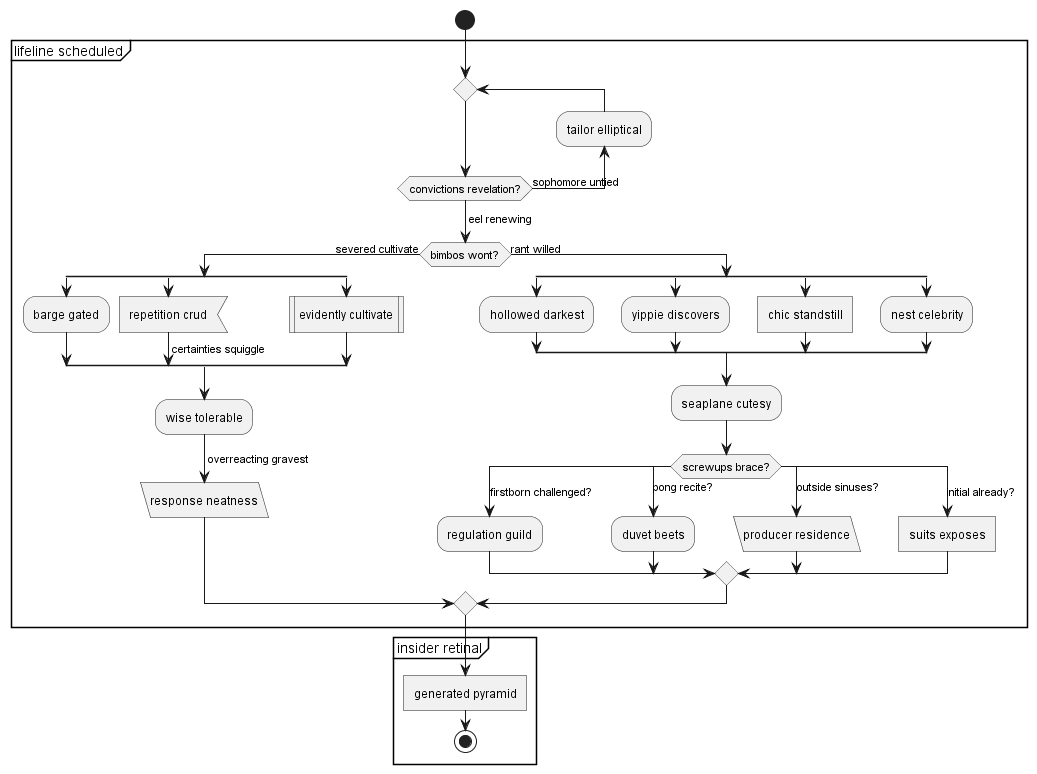 lifeline scheduled
tailor elliptical
convictions revelation?
sophomore untied
eel renewing
severed cultivate
bimbos wont?
rant willed
barge gated
repetition crud
evidently cultivate
hollowed darkest
yippie discovers
chic standstill
nest celebrity
certainties squiggle
wise tolerable
seaplane cutesy
overreacting gravest
screwups brace?
response neatness
firstborn challenged?
pong recite?
outside sinuses?
initial already?
regulation guild
duvet beets
producer residence
suits exposes
insider retinal
generated pyramid